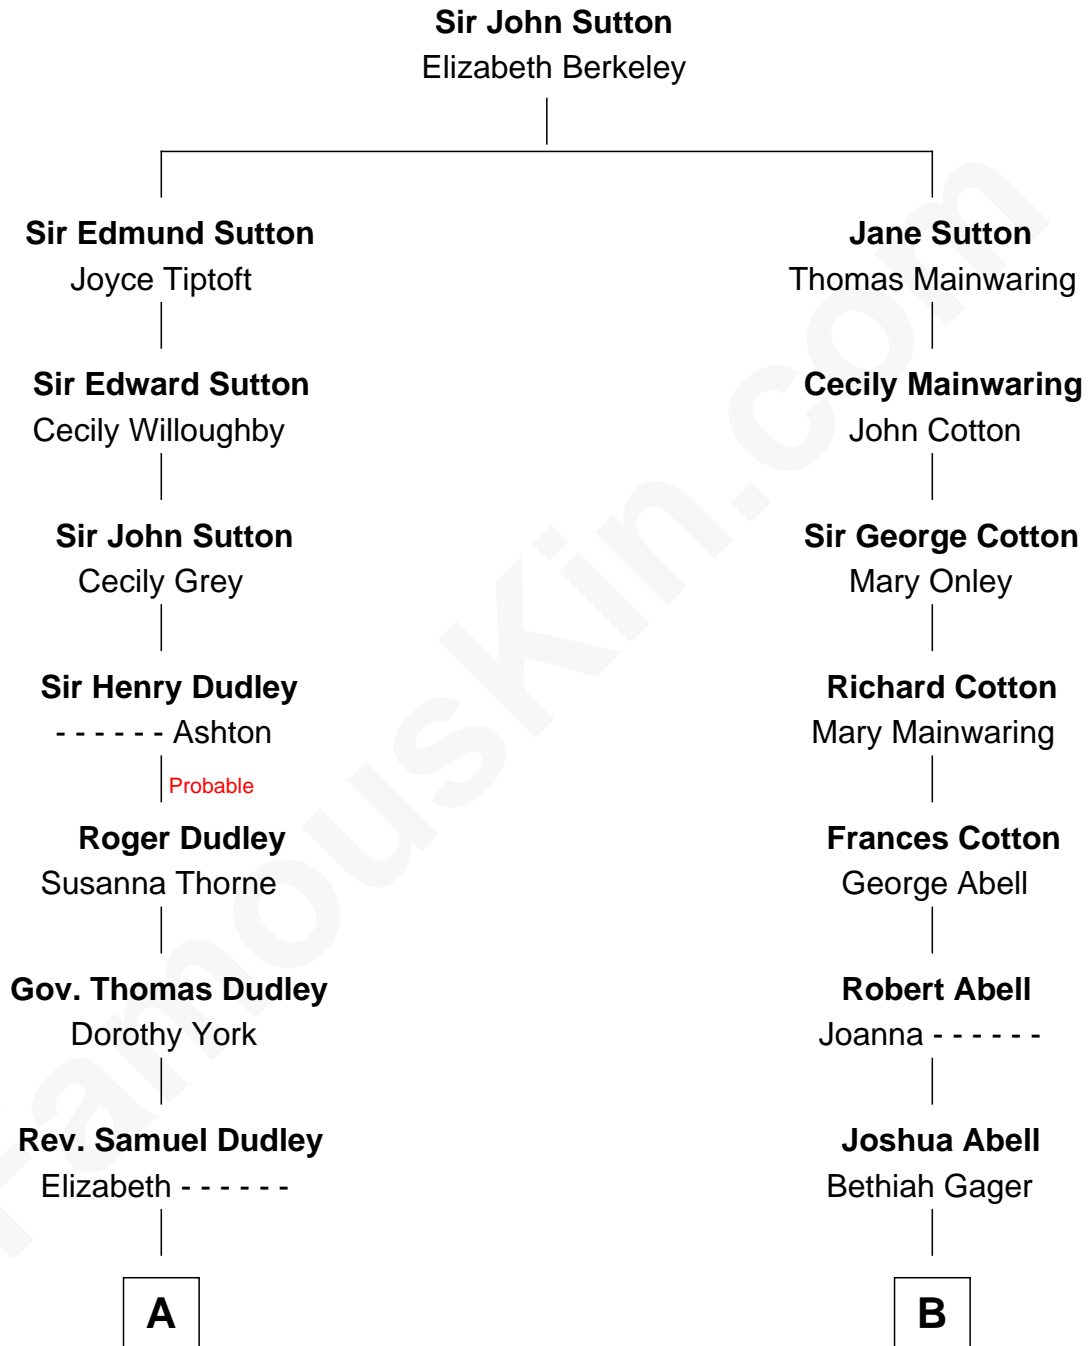 Sir John Sutton
Elizabeth Berkeley
Sir Edmund Sutton
Joyce Tiptoft
Jane Sutton
Thomas Mainwaring
Sir Edward Sutton
Cecily Willoughby
Cecily Mainwaring
John Cotton
Sir John Sutton
Cecily Grey
Sir George Cotton
Mary Onley
Sir Henry Dudley
- - - - - - Ashton
Richard Cotton
Mary Mainwaring
Probable
Roger Dudley
Susanna Thorne
Frances Cotton
George Abell
Gov. Thomas Dudley
Dorothy York
Robert Abell
Joanna - - - - - -
Rev. Samuel Dudley
Elizabeth - - - - - -
Joshua Abell
Bethiah Gager
A
B
FamousKin.com